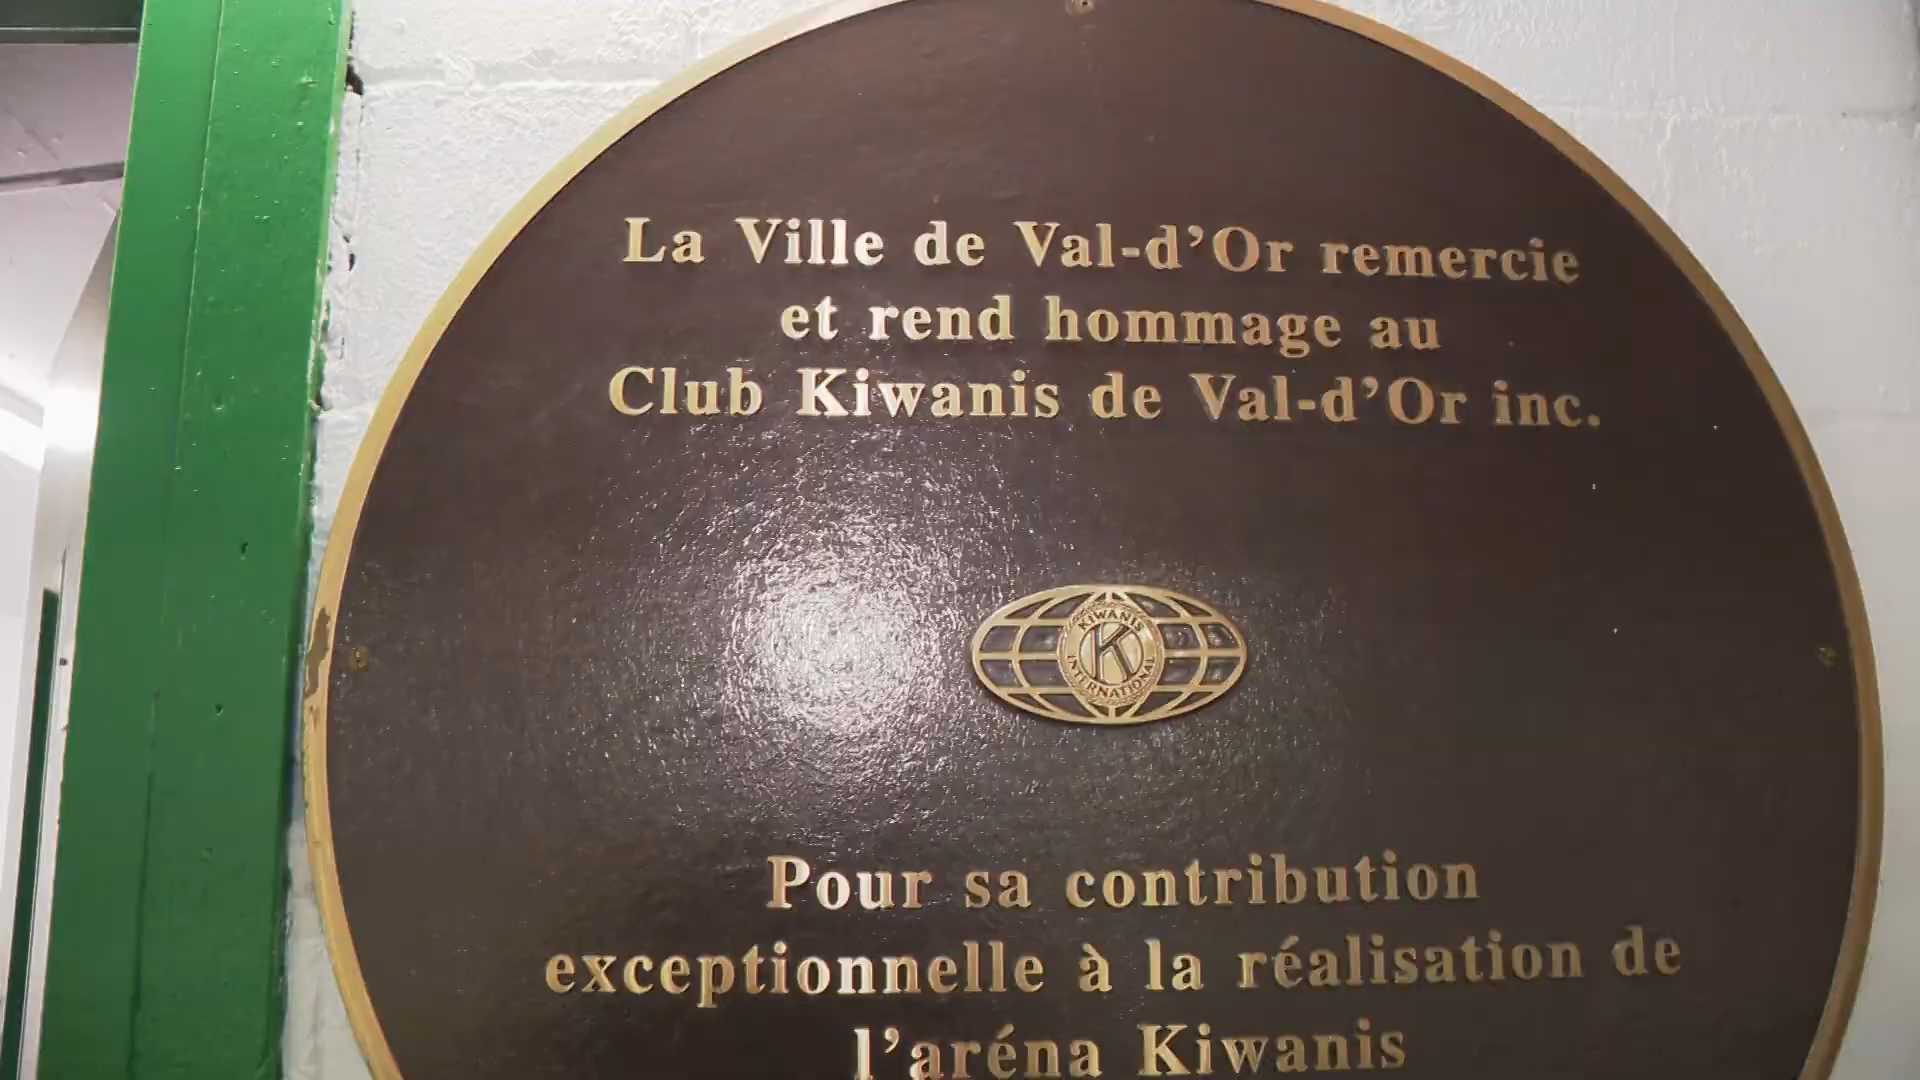 La Ville de Val-d'Or remercie
et rend hommage au
Club Kiwanis de Val-d'Or inc.
KIWANIS
K
INTERNATIONAL
Pour sa contribution
exceptionnelle à la réalisation de
l'aréna Kiwanis